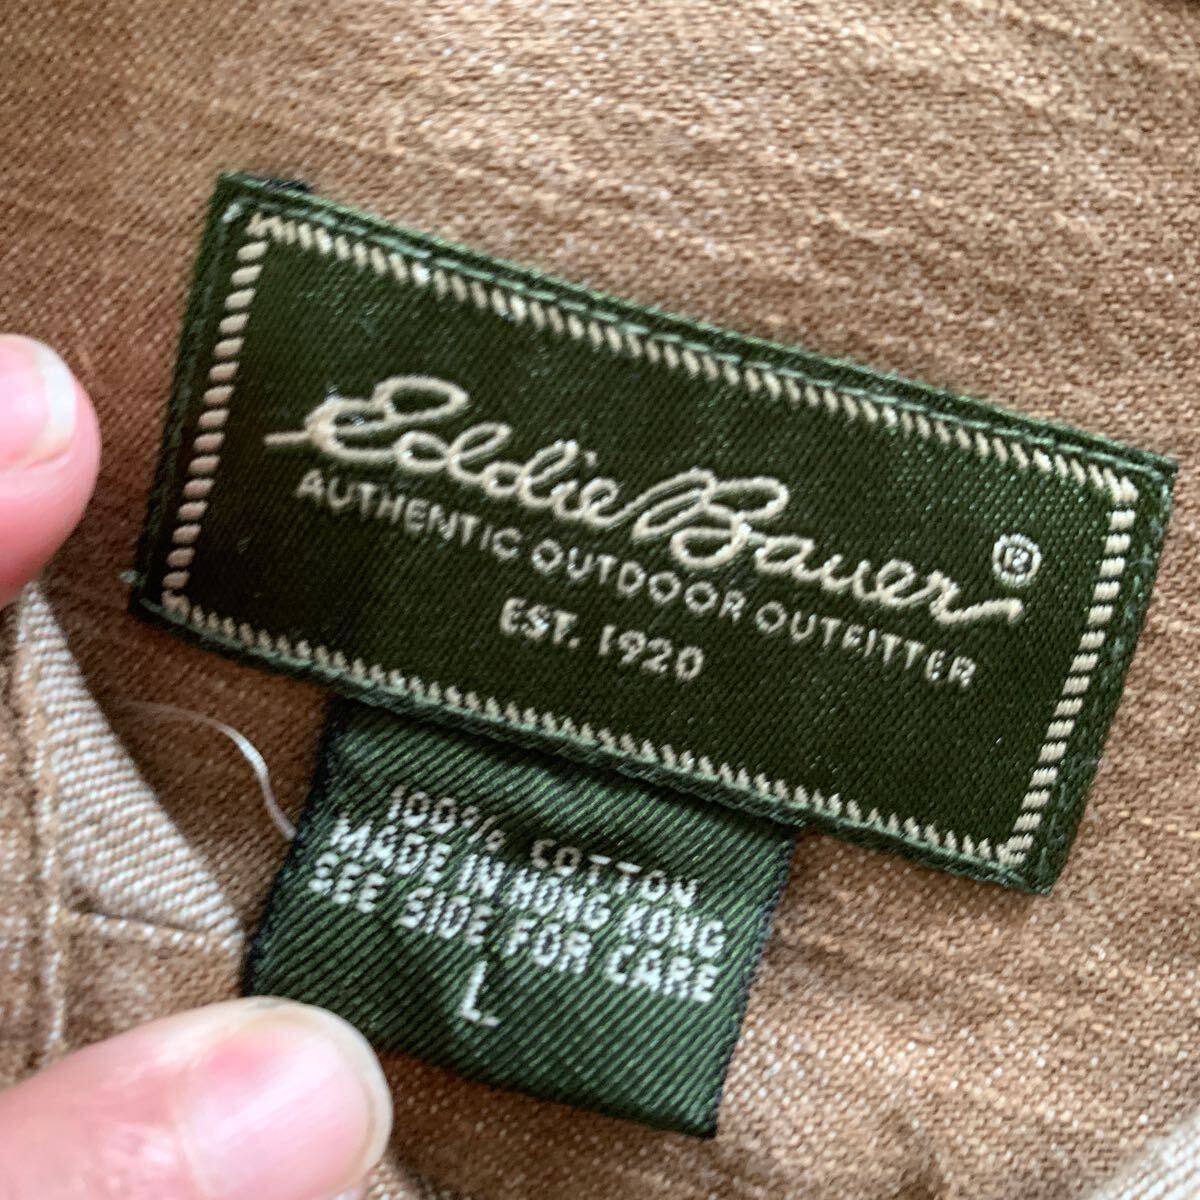 Eddie Bauer ®
AUTHENTIC OUTDOOR OUTFITTER
EST. 1920
100% COTTON
MADE IN HONG KONG
SEE SIDE FOR CARE
L